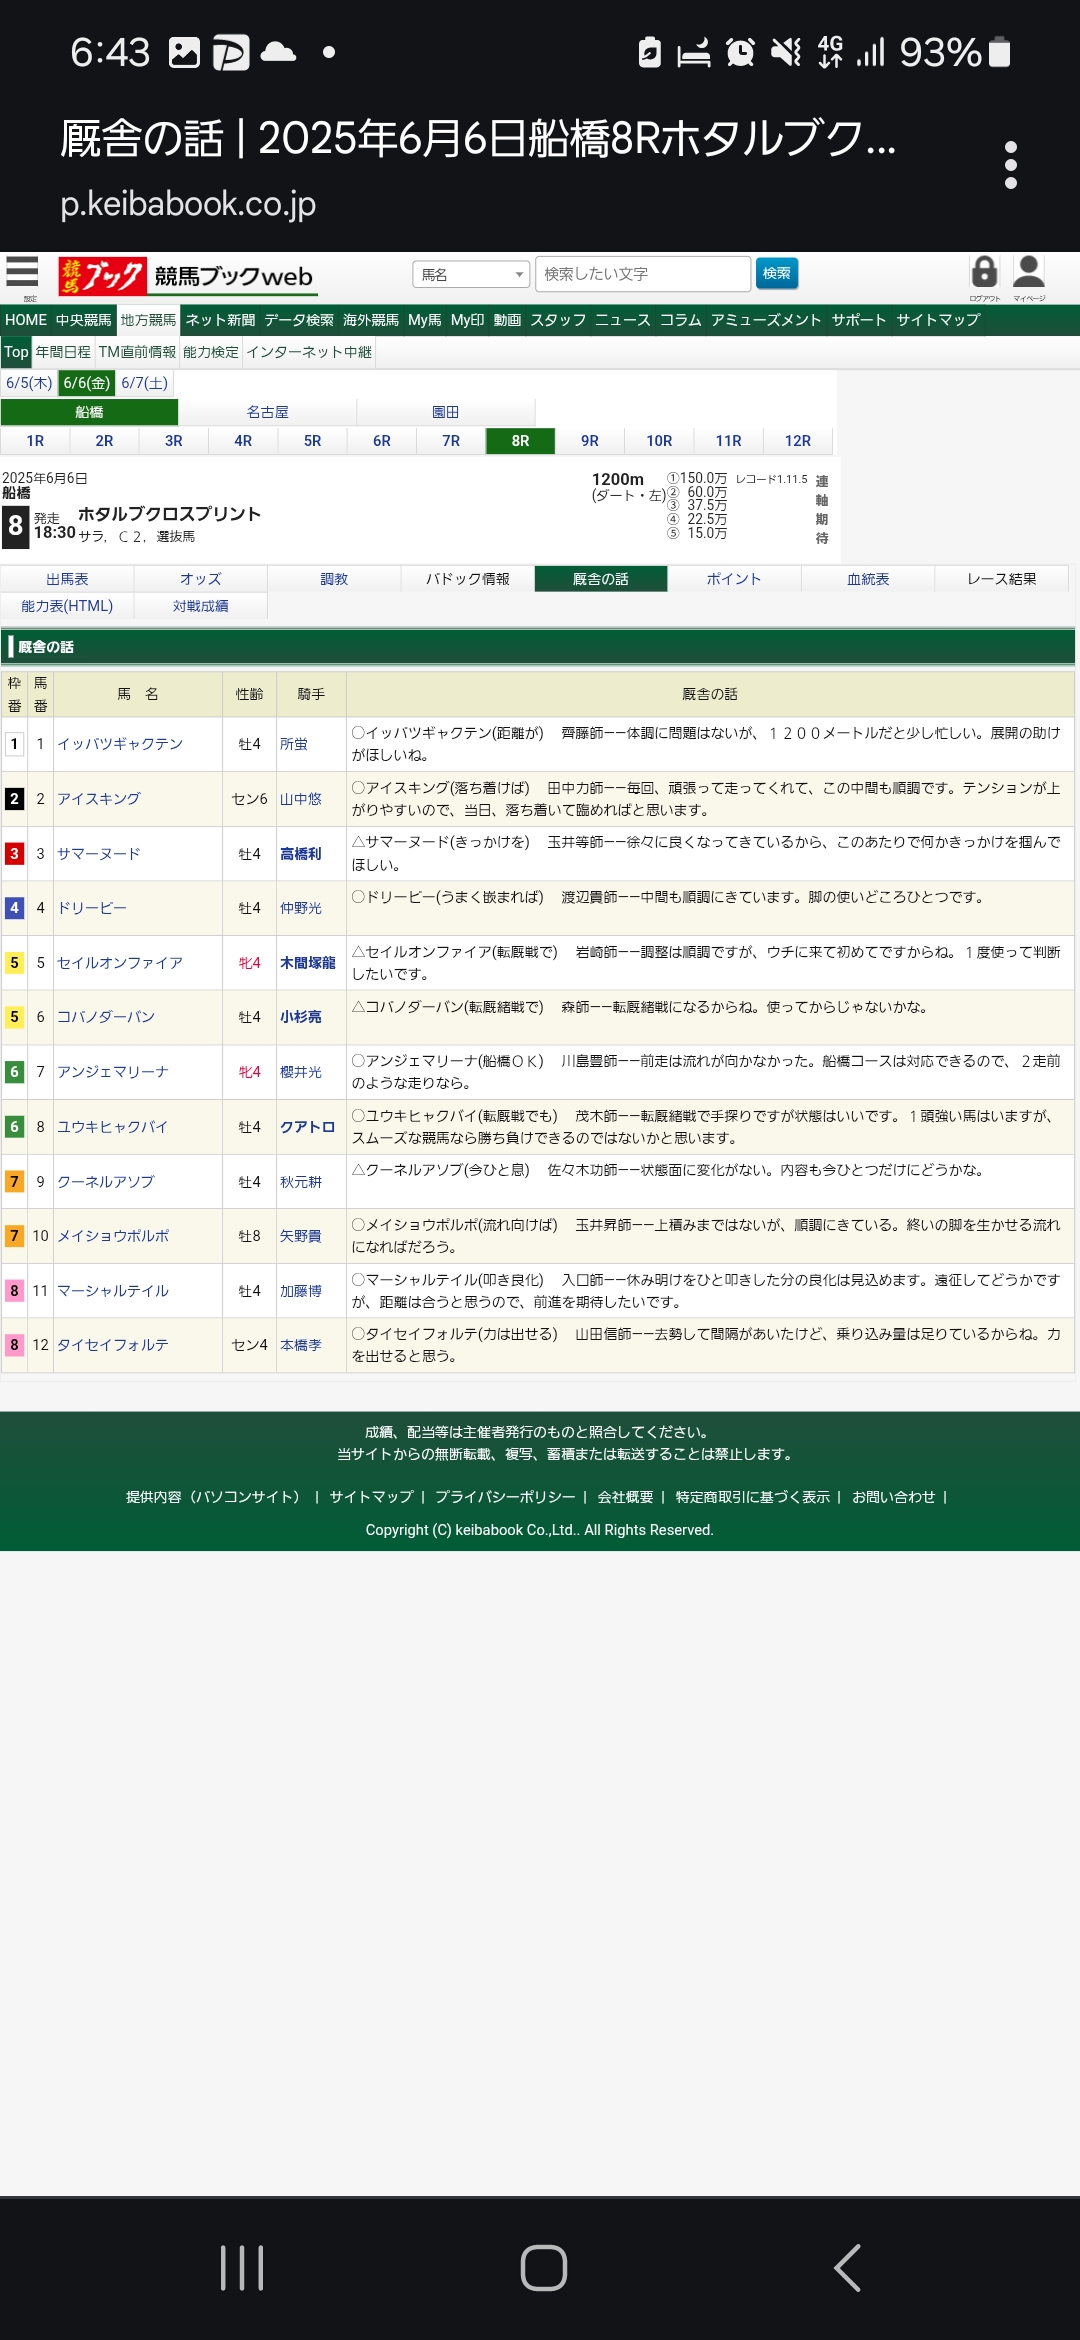 6:43
4G 93%
厩舎の話 | 2025年6月6日船橋8Rホタルブク...
p.keibabook.co.jp
設定
競馬ブック 競馬ブックweb
馬名
検索したい文字
検索
ログアウト マイページ
HOME 中央競馬 地方競馬 ネット新聞 データ検索 海外競馬 My馬 My印 動画 スタッフ ニュース コラム アミューズメント サポート サイトマップ
Top 年間日程 TM直前情報 能力検定 インターネット中継
6/5(木) 6/6(金) 6/7(土)
船橋 名古屋 園田
1R 2R 3R 4R 5R 6R 7R 8R 9R 10R 11R 12R
2025年6月6日
船橋
8 発走 18:30
ホタルブクロスプリント
サラ，Ｃ２，選抜馬
1200m
(ダート・左)
①150.0万
② 60.0万
③ 37.5万
④ 22.5万
⑤ 15.0万
レコード1.11.5
連軸期待
出馬表 オッズ 調教 パドック情報 厩舎の話 ポイント 血統表 レース結果
能力表(HTML) 対戦成績
厩舎の話
枠番 馬番 馬　名 性齢 騎手 厩舎の話
1 1 イッバツギャクテン 牡4 所蛍 ○イッバツギャクテン(距離が)　齊藤師――体調に問題はないが、１２００メートルだと少し忙しい。展開の助け
がほしいね。
2 2 アイスキング セン6 山中悠 ○アイスキング(落ち着けば)　田中力師――毎回、頑張って走ってくれて、この中間も順調です。テンションが上
がりやすいので、当日、落ち着いて臨めればと思います。
3 3 サマーヌード 牡4 高橋利 △サマーヌード(きっかけを)　玉井等師――徐々に良くなってきているから、このあたりで何かきっかけを掴んで
ほしい。
4 4 ドリービー 牡4 仲野光 ○ドリービー(うまく嵌まれば)　渡辺貴師――中間も順調にきています。脚の使いどころひとつです。
5 5 セイルオンファイア 牝4 木間塚龍 △セイルオンファイア(転厩戦で)　岩崎師――調整は順調ですが、ウチに来て初めてですからね。１度使って判断
したいです。
5 6 コバノダーバン 牡4 小杉亮 △コバノダーバン(転厩緒戦で)　森師――転厩緒戦になるからね。使ってからじゃないかな。
6 7 アンジェマリーナ 牝4 櫻井光 ○アンジェマリーナ(船橋ＯＫ)　川島豊師――前走は流れが向かなかった。船橋コースは対応できるので、２走前
のような走りなら。
6 8 ユウキヒャクバイ 牡4 クアトロ ○ユウキヒャクバイ(転厩戦でも)　茂木師――転厩緒戦で手探りですが状態はいいです。１頭強い馬はいますが、
スムーズな競馬なら勝ち負けできるのではないかと思います。
7 9 クーネルアソブ 牡4 秋元耕 △クーネルアソブ(今ひと息)　佐々木功師――状態面に変化がない。内容も今ひとつだけにどうかな。
7 10 メイショウポルポ 牡8 矢野貴 ○メイショウポルポ(流れ向けば)　玉井昇師――上積みまではないが、順調にきている。終いの脚を生かせる流れ
になればだろう。
8 11 マーシャルテイル 牡4 加藤博 ○マーシャルテイル(叩き良化)　入口師――休み明けをひと叩きした分の良化は見込めます。遠征してどうかです
が、距離は合うと思うので、前進を期待したいです。
8 12 タイセイフォルテ セン4 本橋孝 ○タイセイフォルテ(力は出せる)　山田信師――去勢して間隔があいたけど、乗り込み量は足りているからね。力
を出せると思う。
成績、配当等は主催者発行のものと照合してください。
当サイトからの無断転載、複写、蓄積または転送することは禁止します。
提供内容（パソコンサイト） | サイトマップ | プライバシーポリシー | 会社概要 | 特定商取引に基づく表示 | お問い合わせ |
Copyright (C) keibabook Co.,Ltd.. All Rights Reserved.